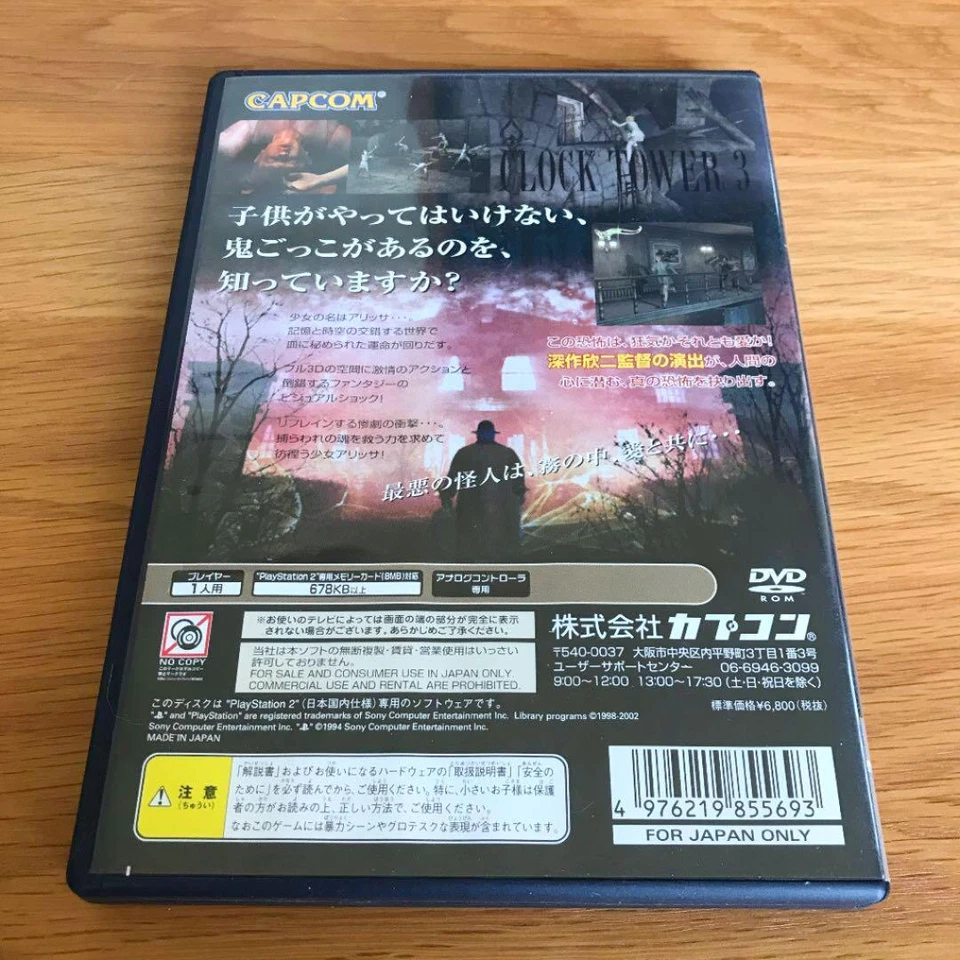 CAPCOM®
CLOCK TOWER 3
子供がやってはいけない、
鬼ごっこがあるのを、
知っていますか?
少女の名はアリッサ・・・。
記憶と時空の交錯する世界で
血に秘められた運命が回りだす。
フル3Dの空間に激情のアクションと
倒錯するファンタジーの
ビジュアルショック!
リフレインする惨劇の衝撃・・・。
捕らわれの魂を救う力を求めて
彷徨う少女アリッサ!
この恐怖は、狂気かそれとも愛か!
深作欣二監督の演出が、人間の
心に潜む、真の恐怖を抉り出す。
最悪の怪人は、霧の中、愛と共に・・・
プレイヤー
1人用
"PlayStation 2"専用メモリーカード(8MB)対応
678KB以上
アナログコントローラ
専用
DVD
ROM
NO COPY
※お使いのテレビによっては画面の端の部分が完全に表示
されない場合がございます。あらかじめご了承ください。
当社は本ソフトの無断複製・賃貸・営業使用はいっさい
許可しておりません。
FOR SALE AND CONSUMER USE IN JAPAN ONLY.
COMMERCIAL USE AND RENTAL ARE PROHIBITED.
株式会社カプコン®
〒540-0037 大阪市中央区内平野町3丁目1番3号
ユーザーサポートセンター 06-6946-3099
9:00〜12:00 13:00〜17:30(土・日・祝日を除く)
標準価格¥6,800(税抜)
このディスクは "PlayStation 2"(日本国内仕様)専用のソフトウェアです。
" " and "PlayStation" are registered trademarks of Sony Computer Entertainment Inc. Library programs ©1998-2002
Sony Computer Entertainment Inc. " " ©1994 Sony Computer Entertainment Inc.
MADE IN JAPAN
注意
(ちゅうい)
「解説書」およびお使いになるハードウェアの「取扱説明書」「安全の
ために」を必ず読んでから、ご使用ください。特に、小さいお子様は保護
者の方がお読みの上、正しい方法で、ご使用ください。
なおこのゲームには暴力シーンやグロテスクな表現が含まれています。
4 976219 855693
FOR JAPAN ONLY